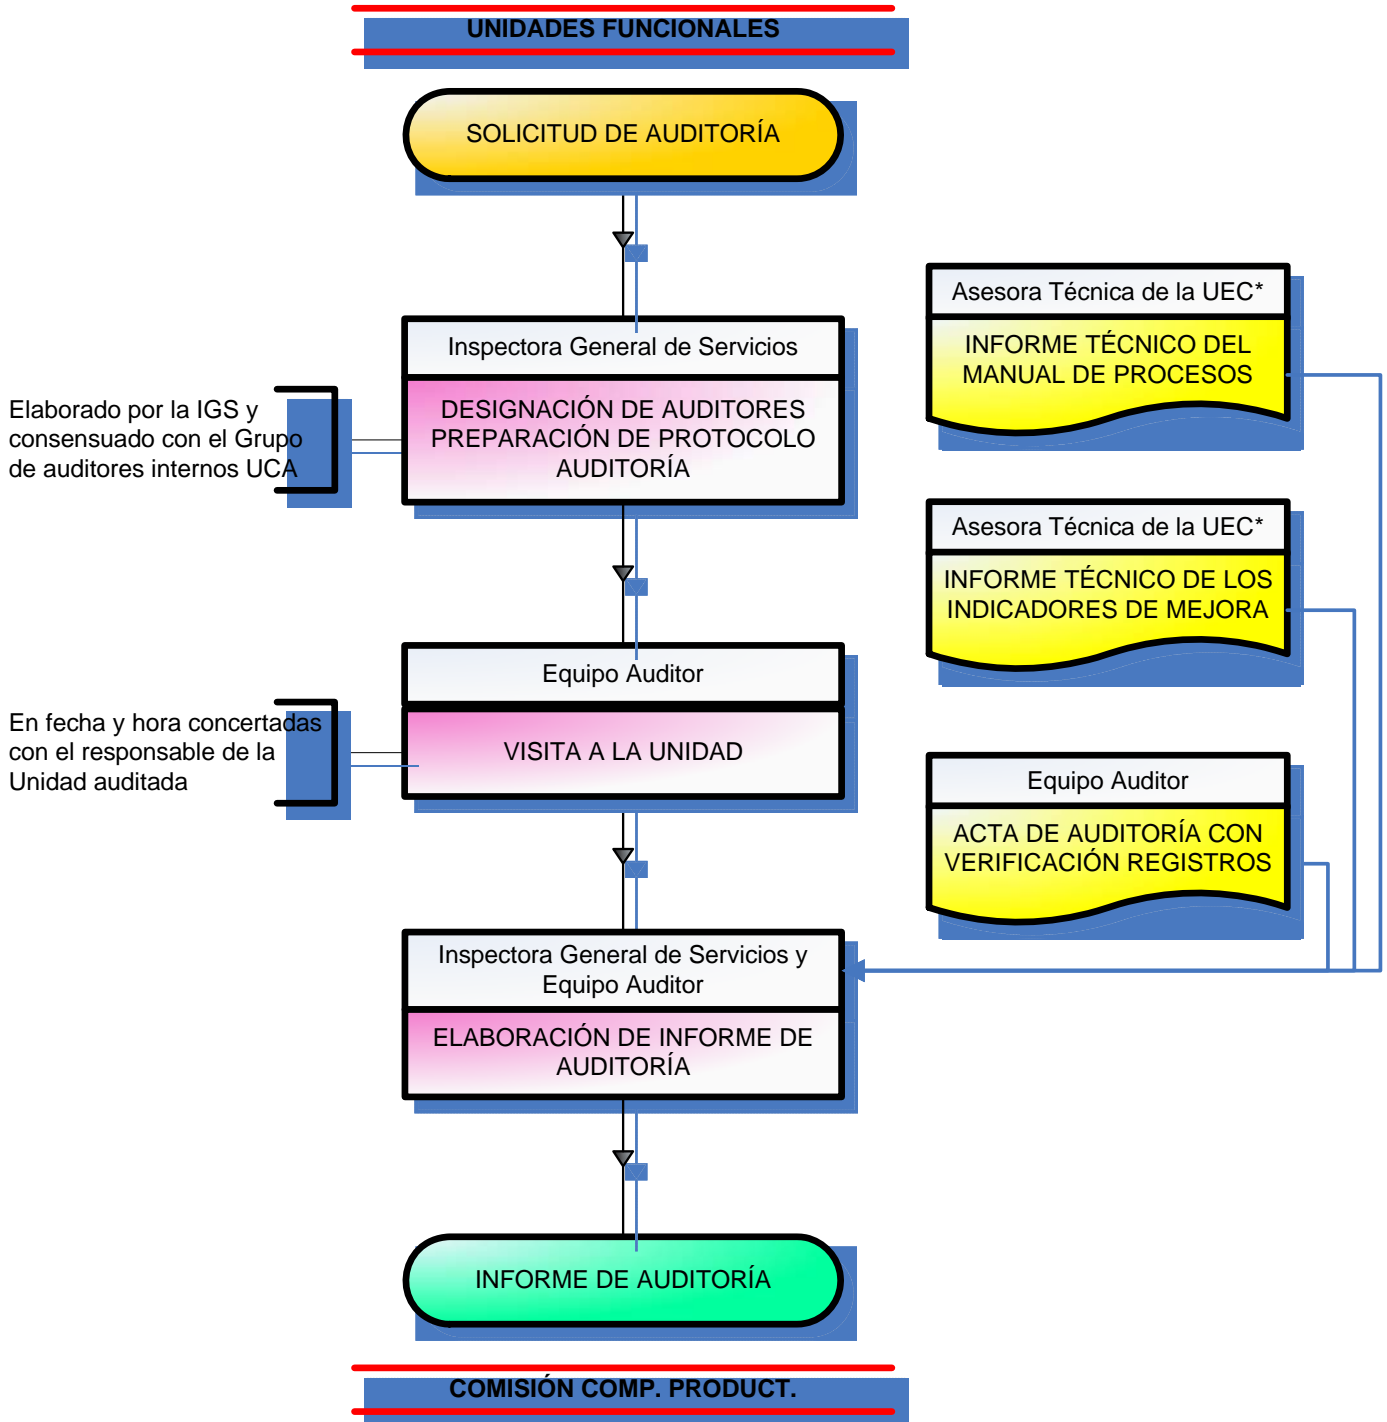 UNIDADES FUNCIONALES
SOLICITUD DE AUDITORÍA
Inspectora General de Servicios
DESIGNACIÓN DE AUDITORES
PREPARACIÓN DE PROTOCOLO
AUDITORÍA
Elaborado por la IGS y
consensuado con el Grupo
de auditores internos UCA
Equipo Auditor
VISITA A LA UNIDAD
En fecha y hora concertadas
con el responsable de la
Unidad auditada
Asesora Técnica de la UEC*
INFORME TÉCNICO DEL
MANUAL DE PROCESOS
Asesora Técnica de la UEC*
INFORME TÉCNICO DE LOS
INDICADORES DE MEJORA
Equipo Auditor
ACTA DE AUDITORÍA CON
VERIFICACIÓN REGISTROS
Inspectora General de Servicios y
Equipo Auditor
ELABORACIÓN DE INFORME DE
AUDITORÍA
INFORME DE AUDITORÍA
COMISIÓN COMP. PRODUCT.